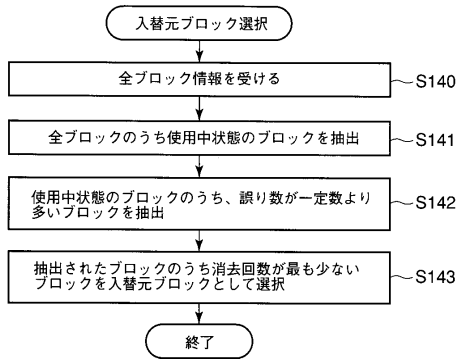 入替元ブロック選択
全ブロック情報を受ける
S140
全ブロックのうち使用中状態のブロックを抽出
S141
使用中状態のブロックのうち、誤り数が一定数より
多いブロックを抽出
S142
抽出されたブロックのうち消去回数が最も少ない
ブロックを入替元ブロックとして選択
S143
終了